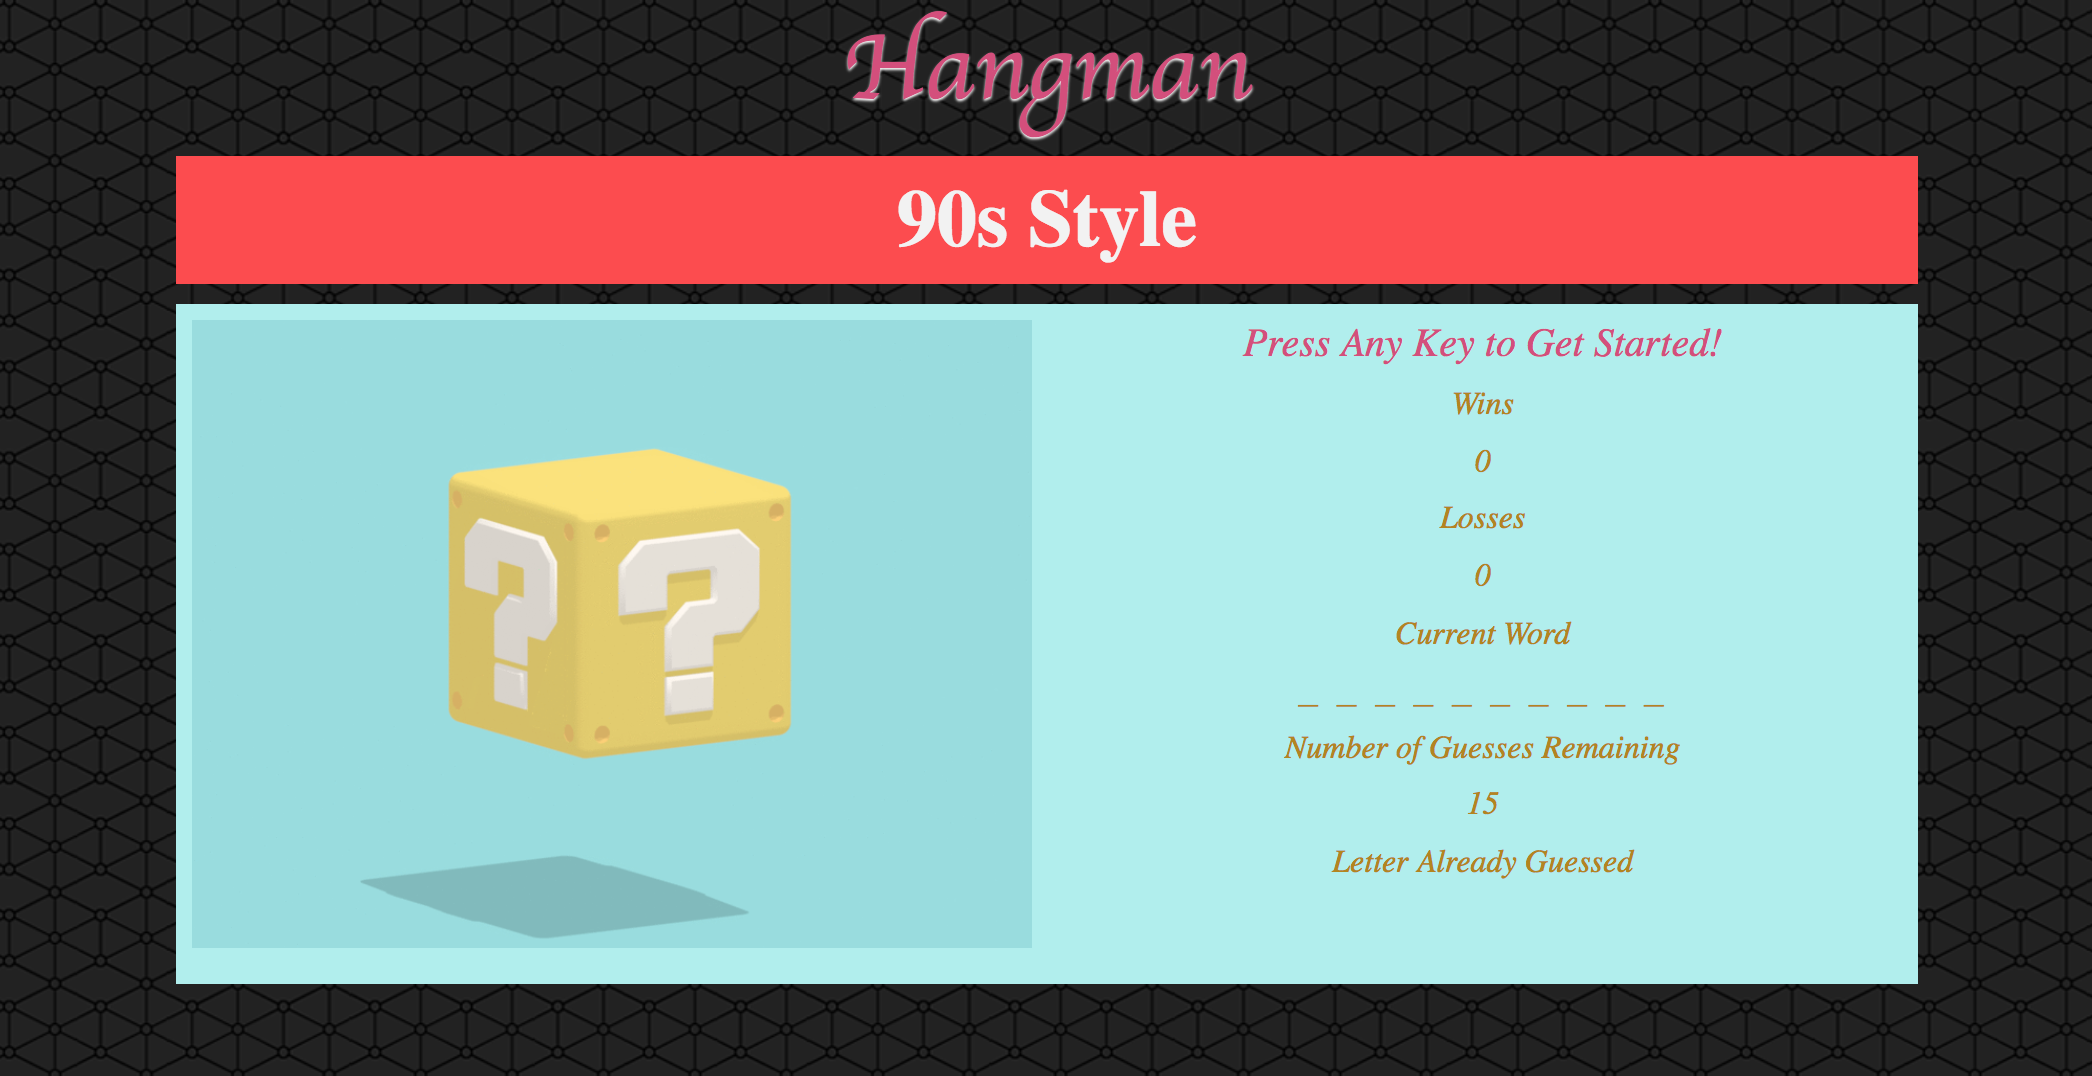 Hangman
90s Style
? ?
Press Any Key to Get Started!
Wins
0
Losses
0
Current Word
_ _ _ _ _ _ _ _ _ _
Number of Guesses Remaining
15
Letter Already Guessed